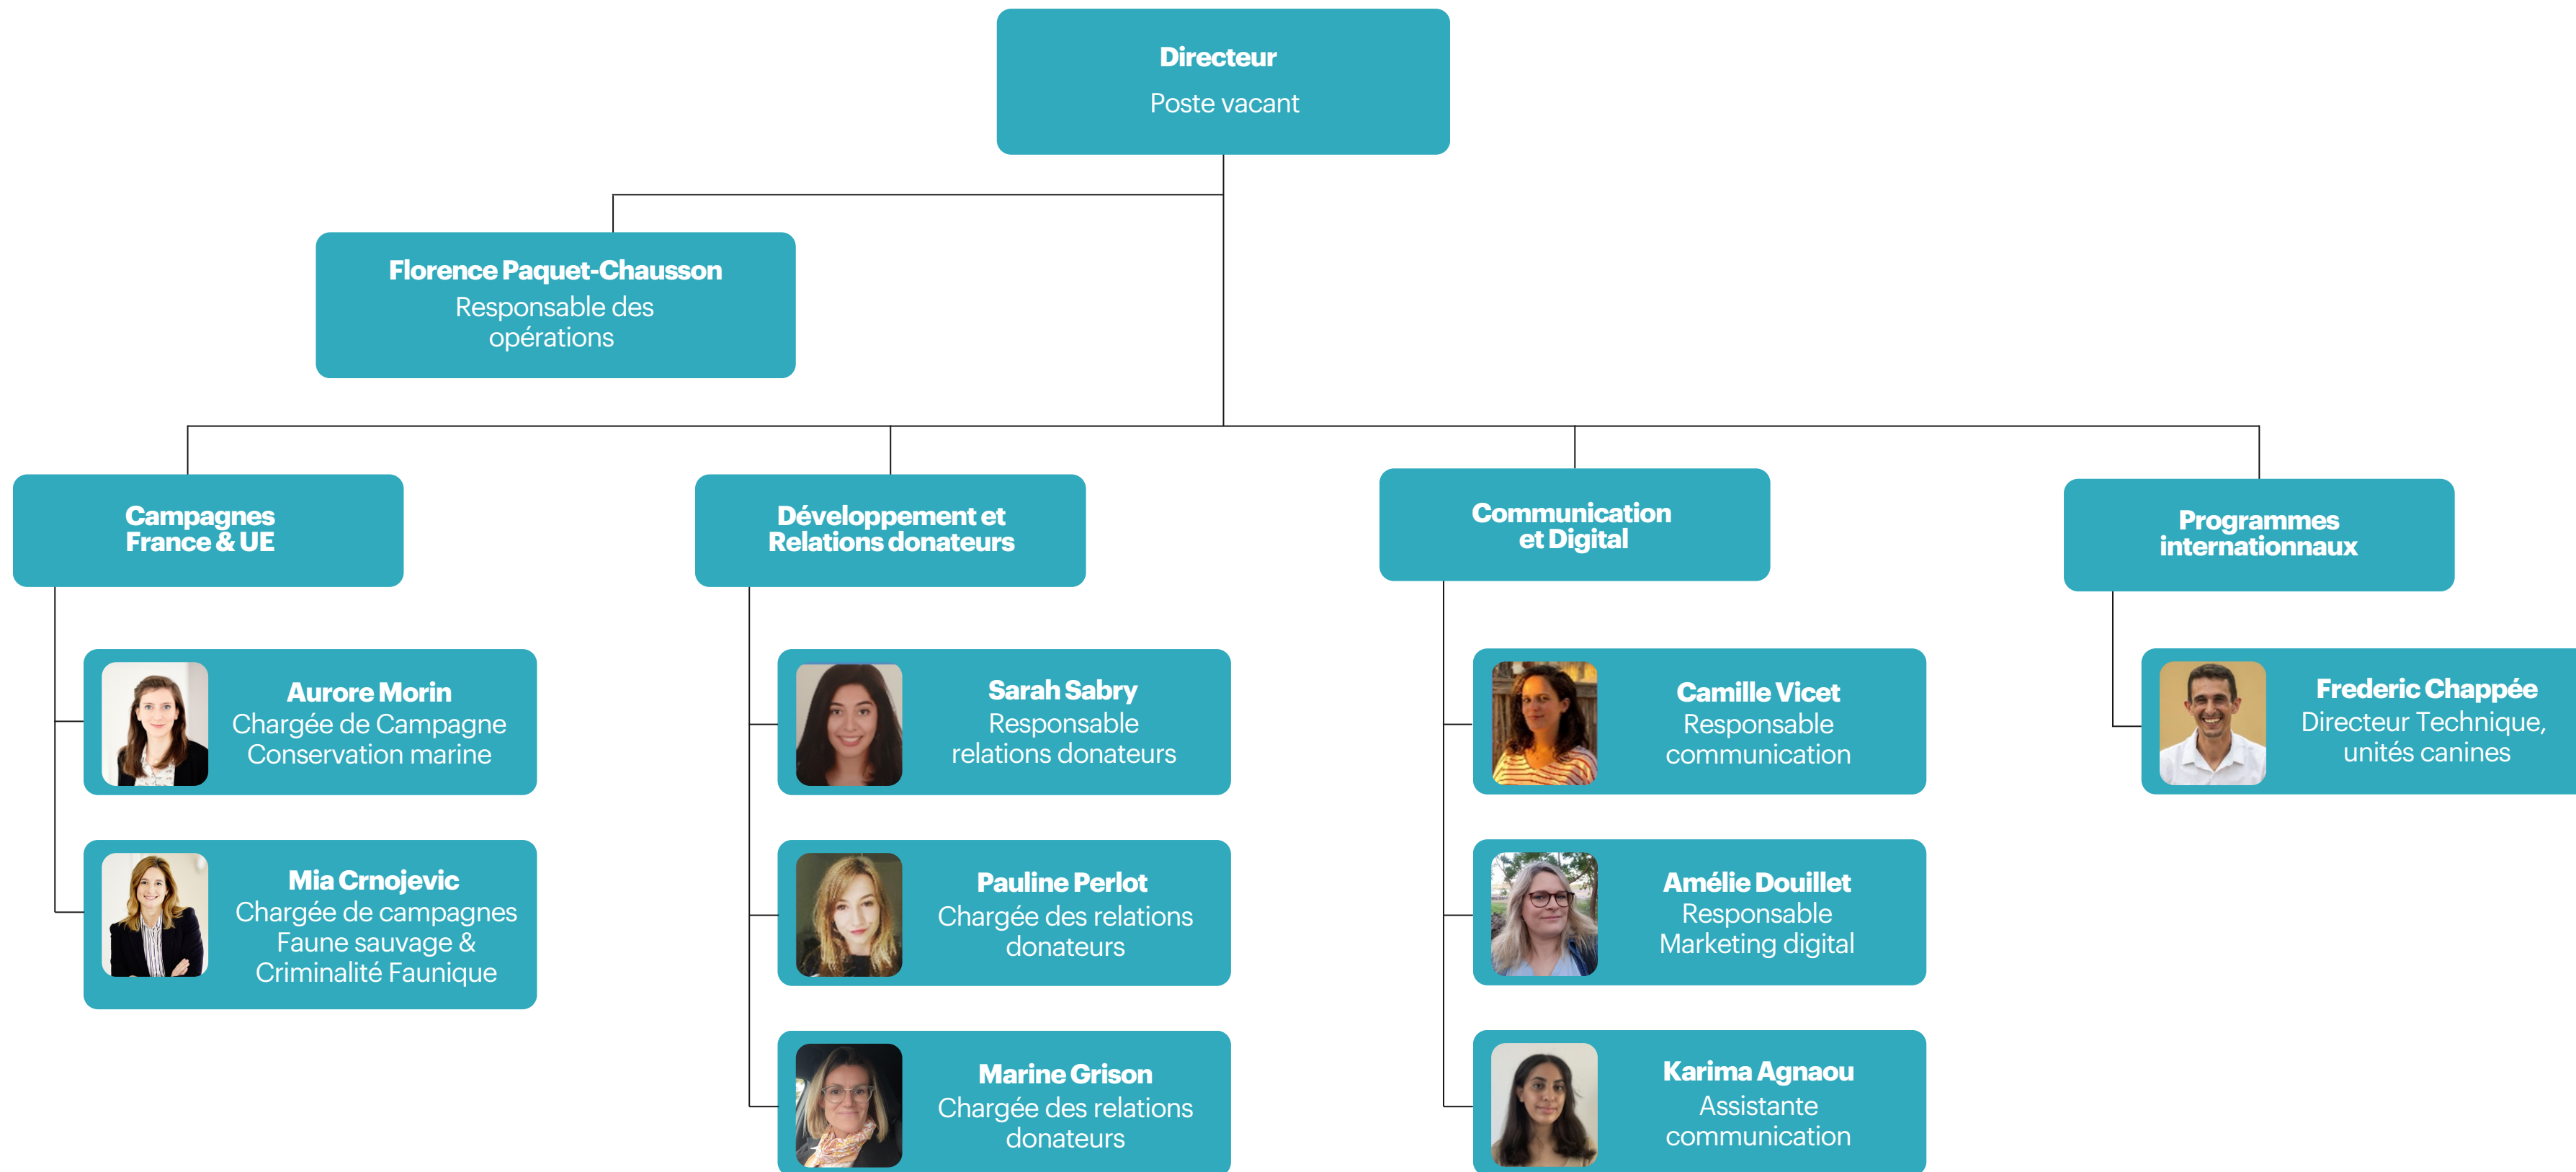 Directeur
Poste vacant
Florence Paquet-Chausson
Responsable des
opérations
Campagnes
France & UE
Développement et
Relations donateurs
Communication
et Digital
Programmes
internationnaux
Aurore Morin
Chargée de Campagne
Conservation marine
Mia Crnojevic
Chargée de campagnes
Faune sauvage &
Criminalité Faunique
Sarah Sabry
Responsable
relations donateurs
Pauline Perlot
Chargée des relations
donateurs
Marine Grison
Chargée des relations
donateurs
Camille Vicet
Responsable
communication
Amélie Douillet
Responsable
Marketing digital
Karima Agnaou
Assistante
communication
Frederic Chappée
Directeur Technique,
unités canines